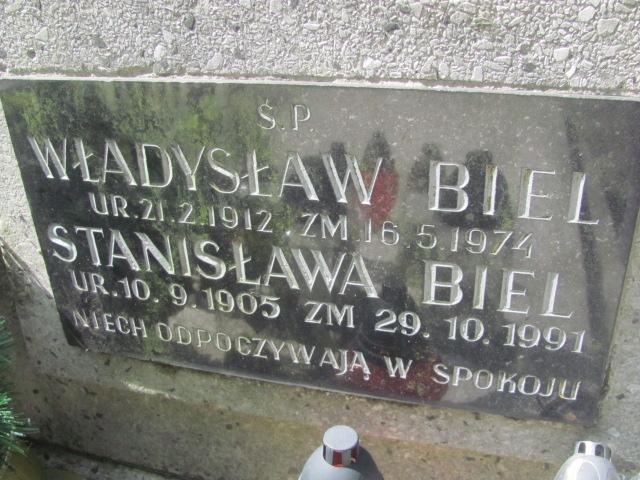 Ś.P.
WŁADYSŁAW BIEL
UR. 21.2.1912. ZM. 16.5.1974
STANISŁAWA BIEL
UR. 10.9.1905 ZM 29.10.1991
NIECH ODPOCZYWAJĄ W SPOKOJU